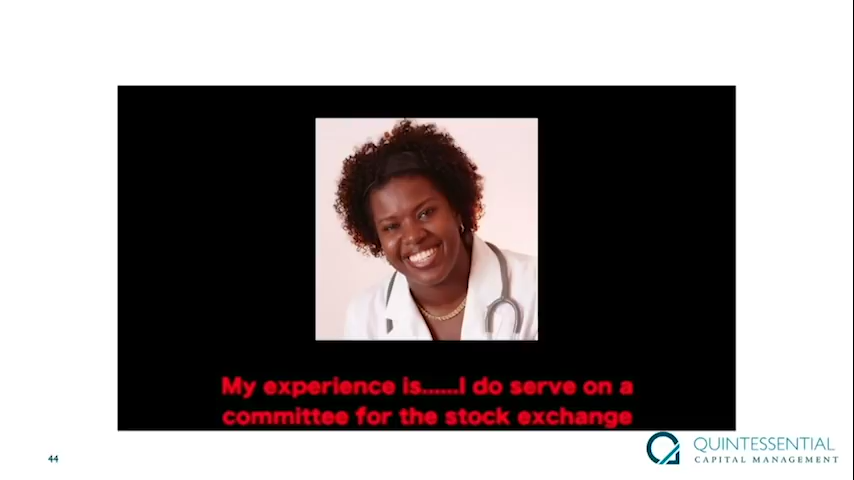 My experience is......I do serve on a
committee for the stock exchange
44
QUINTESSENTIAL
CAPITAL MANAGEMENT